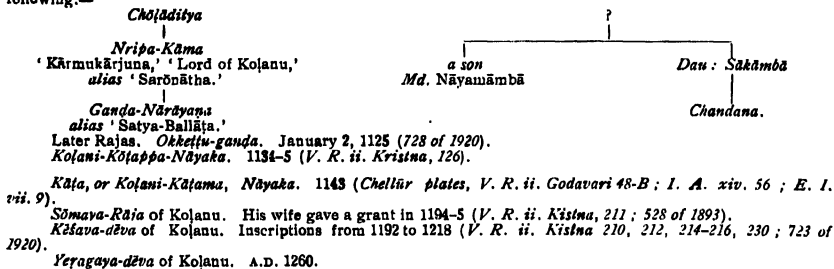 following:—
Chōḷāditya ?
Nripa-Kāma
' Kārmukārjuna,' ' Lord of Koḷanu,' a son Dau : Sākāmbā
alias ' Sarōnātha.' Md. Nāyamāmbā
Gaṇḍa-Nārāyaṇa Chandana.
alias ' Satya-Ballāṭa.'
Later Rajas. Okkeṭṭu-gaṇḍa. January 2, 1125 (728 of 1920).
Koḷani-Kōṭappa-Nāyaka. 1134-5 (V. R. ii. Kristna, 126).
Kāṭa, or Koḷani-Kāṭama, Nāyaka. 1143 (Chellūr plates, V. R. ii. Godavari 48-B ; I. A. xiv. 56 ; E. I.
vii. 9).
Sōmaya-Rāja of Koḷanu. His wife gave a grant in 1194-5 (V. R. ii. Kistna, 211 ; 528 of 1893).
Kēśava-dēva of Koḷanu. Inscriptions from 1192 to 1218 (V. R. ii. Kistna 210, 212, 214-216, 230 ; 723 of
1920).
Yeṛagaya-dēva of Koḷanu. A.D. 1260.